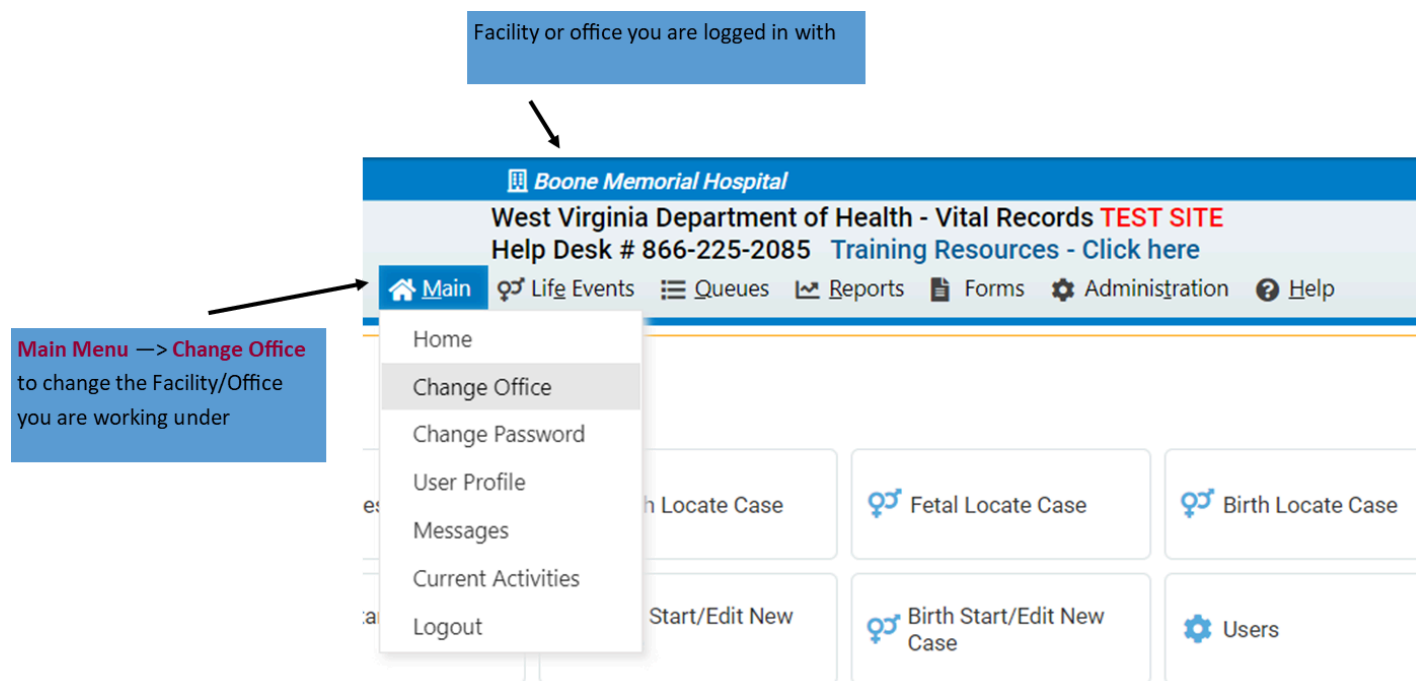 Facility or office you are logged in with
Boone Memorial Hospital
West Virginia Department of Health - Vital Records TEST SITE
Help Desk # 866-225-2085 Training Resources - Click here
Main Life Events Queues Reports Forms Administration Help
Main Menu —> Change Office
to change the Facility/Office
you are working under
Home
Change Office
Change Password
User Profile
Messages
Current Activities
Logout
Locate Case
Fetal Locate Case
Birth Locate Case
Start/Edit New
Birth Start/Edit New
Case
Users